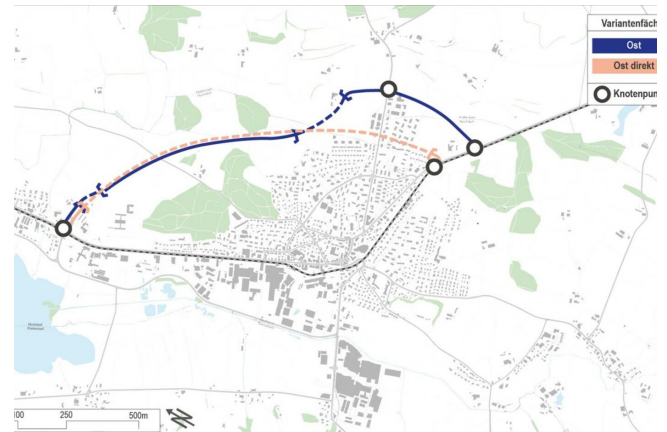 Variantenfäch
Ost
Ost direkt
Knotenpun
100 250 500m
N